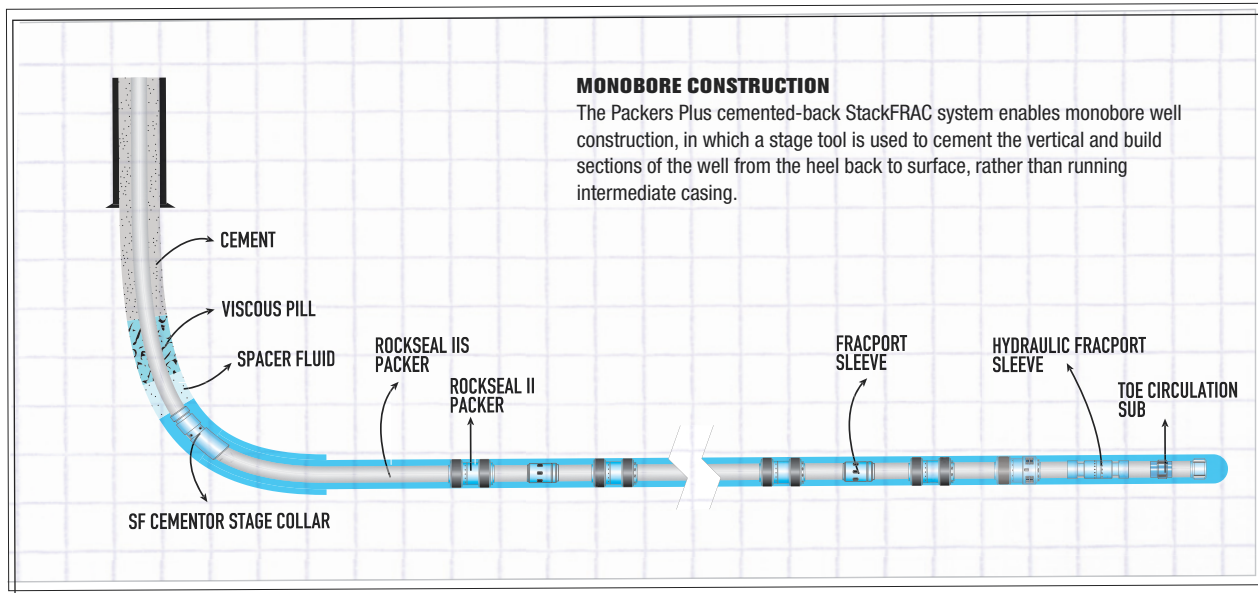 MONOBORE CONSTRUCTION
The Packers Plus cemented-back StackFRAC system enables monobore well
construction, in which a stage tool is used to cement the vertical and build
sections of the well from the heel back to surface, rather than running
intermediate casing.
CEMENT
VISCOUS PILL
SPACER FLUID
ROCKSEAL IIS
PACKER
ROCKSEAL II
PACKER
FRACPORT
SLEEVE
HYDRAULIC FRACPORT
SLEEVE
TOE CIRCULATION
SUB
SF CEMENTOR STAGE COLLAR